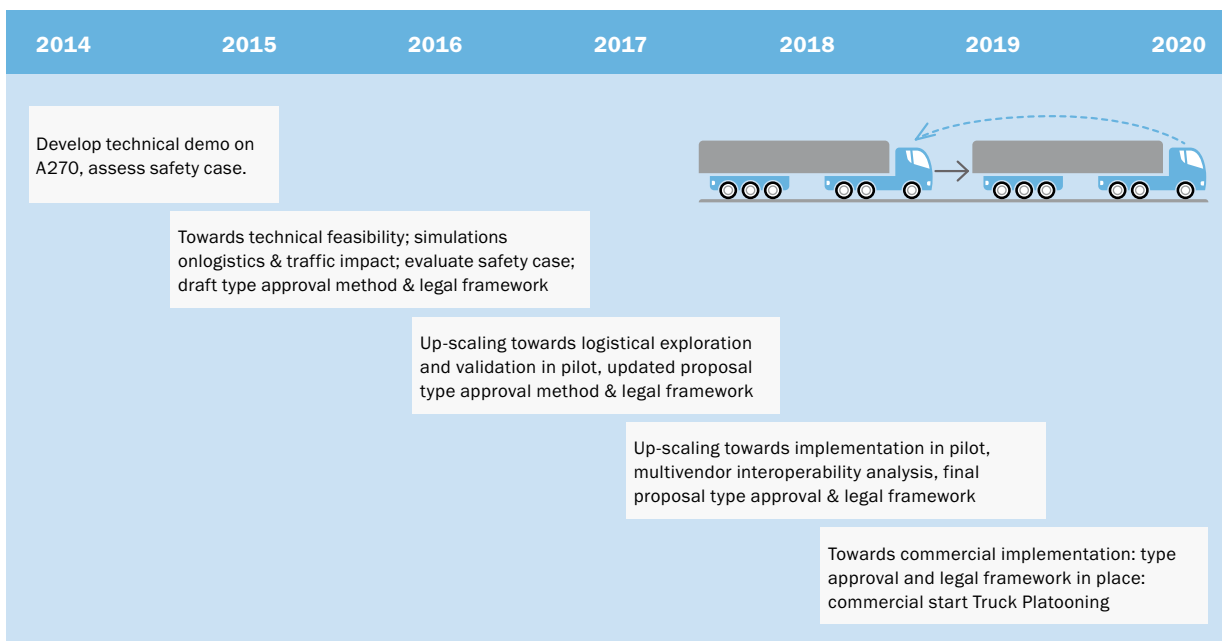 2014 2015 2016 2017 2018 2019 2020
Develop technical demo on
A270, assess safety case.
Towards technical feasibility; simulations
onlogistics & traffic impact; evaluate safety case;
draft type approval method & legal framework
Up-scaling towards logistical exploration
and validation in pilot, updated proposal
type approval method & legal framework
Up-scaling towards implementation in pilot,
multivendor interoperability analysis, final
proposal type approval & legal framework
Towards commercial implementation: type
approval and legal framework in place:
commercial start Truck Platooning